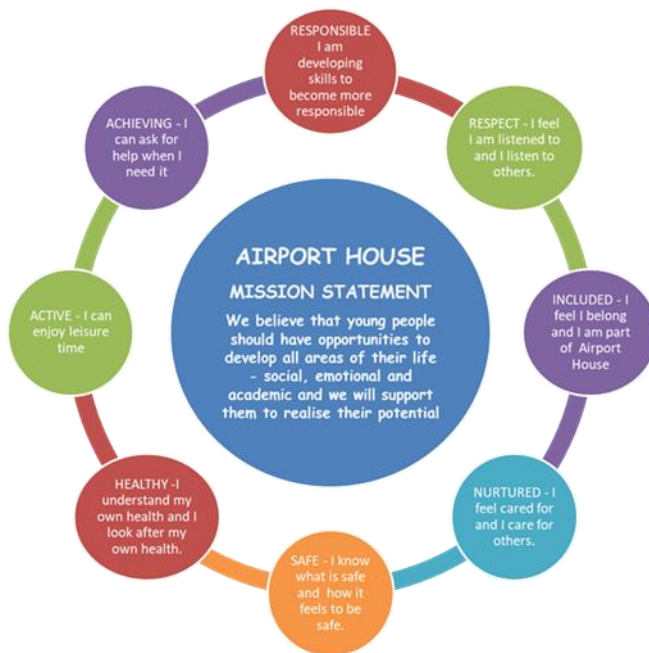 RESPONSIBLE
I am
developing
skills to
become more
responsible
RESPECT - I feel
I am listened to
and I listen to
others.
INCLUDED - I
feel I belong
and I am part
of Airport
House
NURTURED - I
feel cared for
and I care for
others.
SAFE - I know
what is safe
and how it
feels to be
safe.
HEALTHY -I
understand my
own health and I
look after my
own health.
ACTIVE - I can
enjoy leisure
time
ACHIEVING - I
can ask for
help when I
need it
AIRPORT HOUSE
MISSION STATEMENT
We believe that young people
should have opportunities to
develop all areas of their life
- social, emotional and
academic and we will support
them to realise their potential